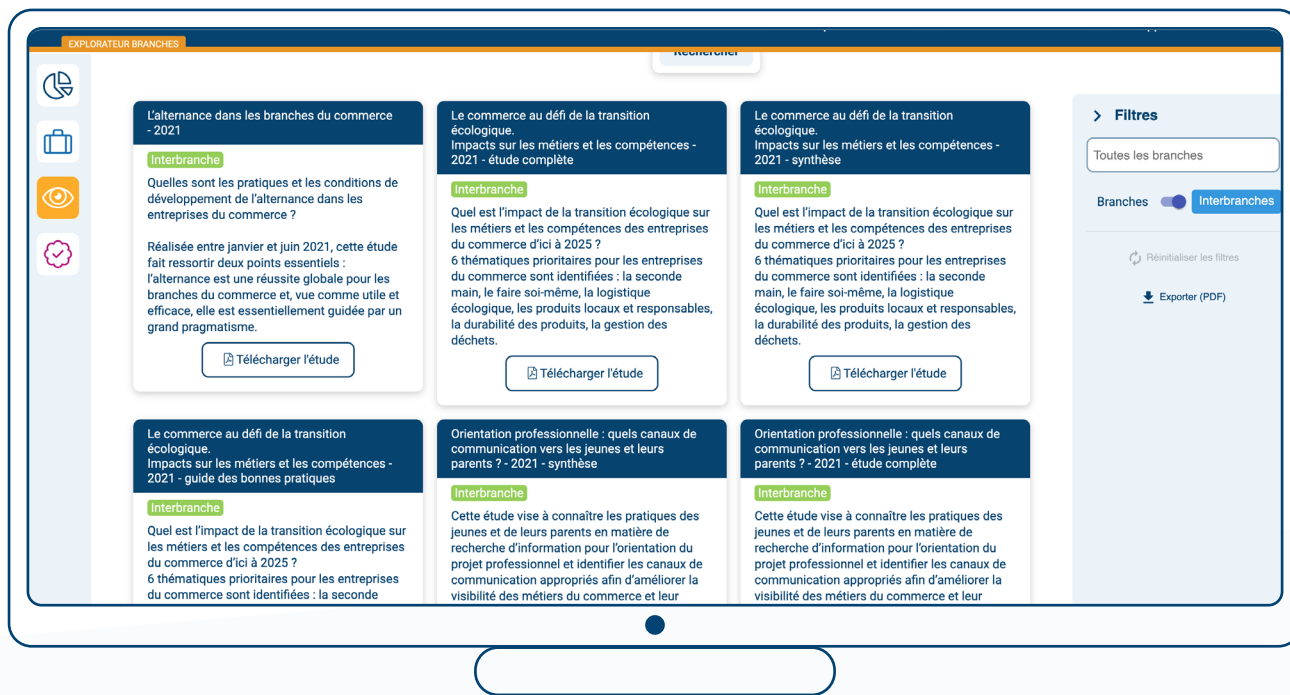 EXPLORATEUR BRANCHES
Rechercher
L'alternance dans les branches du commerce
- 2021
Interbranche
Quelles sont les pratiques et les conditions de
développement de l'alternance dans les
entreprises du commerce ?
Réalisée entre janvier et juin 2021, cette étude
fait ressortir deux points essentiels :
l'alternance est une réussite globale pour les
branches du commerce et, vue comme utile et
efficace, elle est essentiellement guidée par un
grand pragmatisme.
Télécharger l'étude
Le commerce au défi de la transition
écologique.
Impacts sur les métiers et les compétences -
2021 - étude complète
Interbranche
Quel est l'impact de la transition écologique sur
les métiers et les compétences des entreprises
du commerce d'ici à 2025 ?
6 thématiques prioritaires pour les entreprises
du commerce sont identifiées : la seconde
main, le faire soi-même, la logistique
écologique, les produits locaux et responsables,
la durabilité des produits, la gestion des
déchets.
Télécharger l'étude
Le commerce au défi de la transition
écologique.
Impacts sur les métiers et les compétences -
2021 - synthèse
Interbranche
Quel est l'impact de la transition écologique sur
les métiers et les compétences des entreprises
du commerce d'ici à 2025 ?
6 thématiques prioritaires pour les entreprises
du commerce sont identifiées : la seconde
main, le faire soi-même, la logistique
écologique, les produits locaux et responsables,
la durabilité des produits, la gestion des
déchets.
Télécharger l'étude
Le commerce au défi de la transition
écologique.
Impacts sur les métiers et les compétences -
2021 - guide des bonnes pratiques
Interbranche
Quel est l'impact de la transition écologique sur
les métiers et les compétences des entreprises
du commerce d'ici à 2025 ?
6 thématiques prioritaires pour les entreprises
du commerce sont identifiées : la seconde
Orientation professionnelle : quels canaux de
communication vers les jeunes et leurs
parents ? - 2021 - synthèse
Interbranche
Cette étude vise à connaître les pratiques des
jeunes et de leurs parents en matière de
recherche d'information pour l'orientation du
projet professionnel et identifier les canaux de
communication appropriés afin d'améliorer la
visibilité des métiers du commerce et leur
Orientation professionnelle : quels canaux de
communication vers les jeunes et leurs
parents ? - 2021 - étude complète
Interbranche
Cette étude vise à connaître les pratiques des
jeunes et de leurs parents en matière de
recherche d'information pour l'orientation du
projet professionnel et identifier les canaux de
communication appropriés afin d'améliorer la
visibilité des métiers du commerce et leur
Filtres
Toutes les branches
Branches
Interbranches
Réinitialiser les filtres
Exporter (PDF)